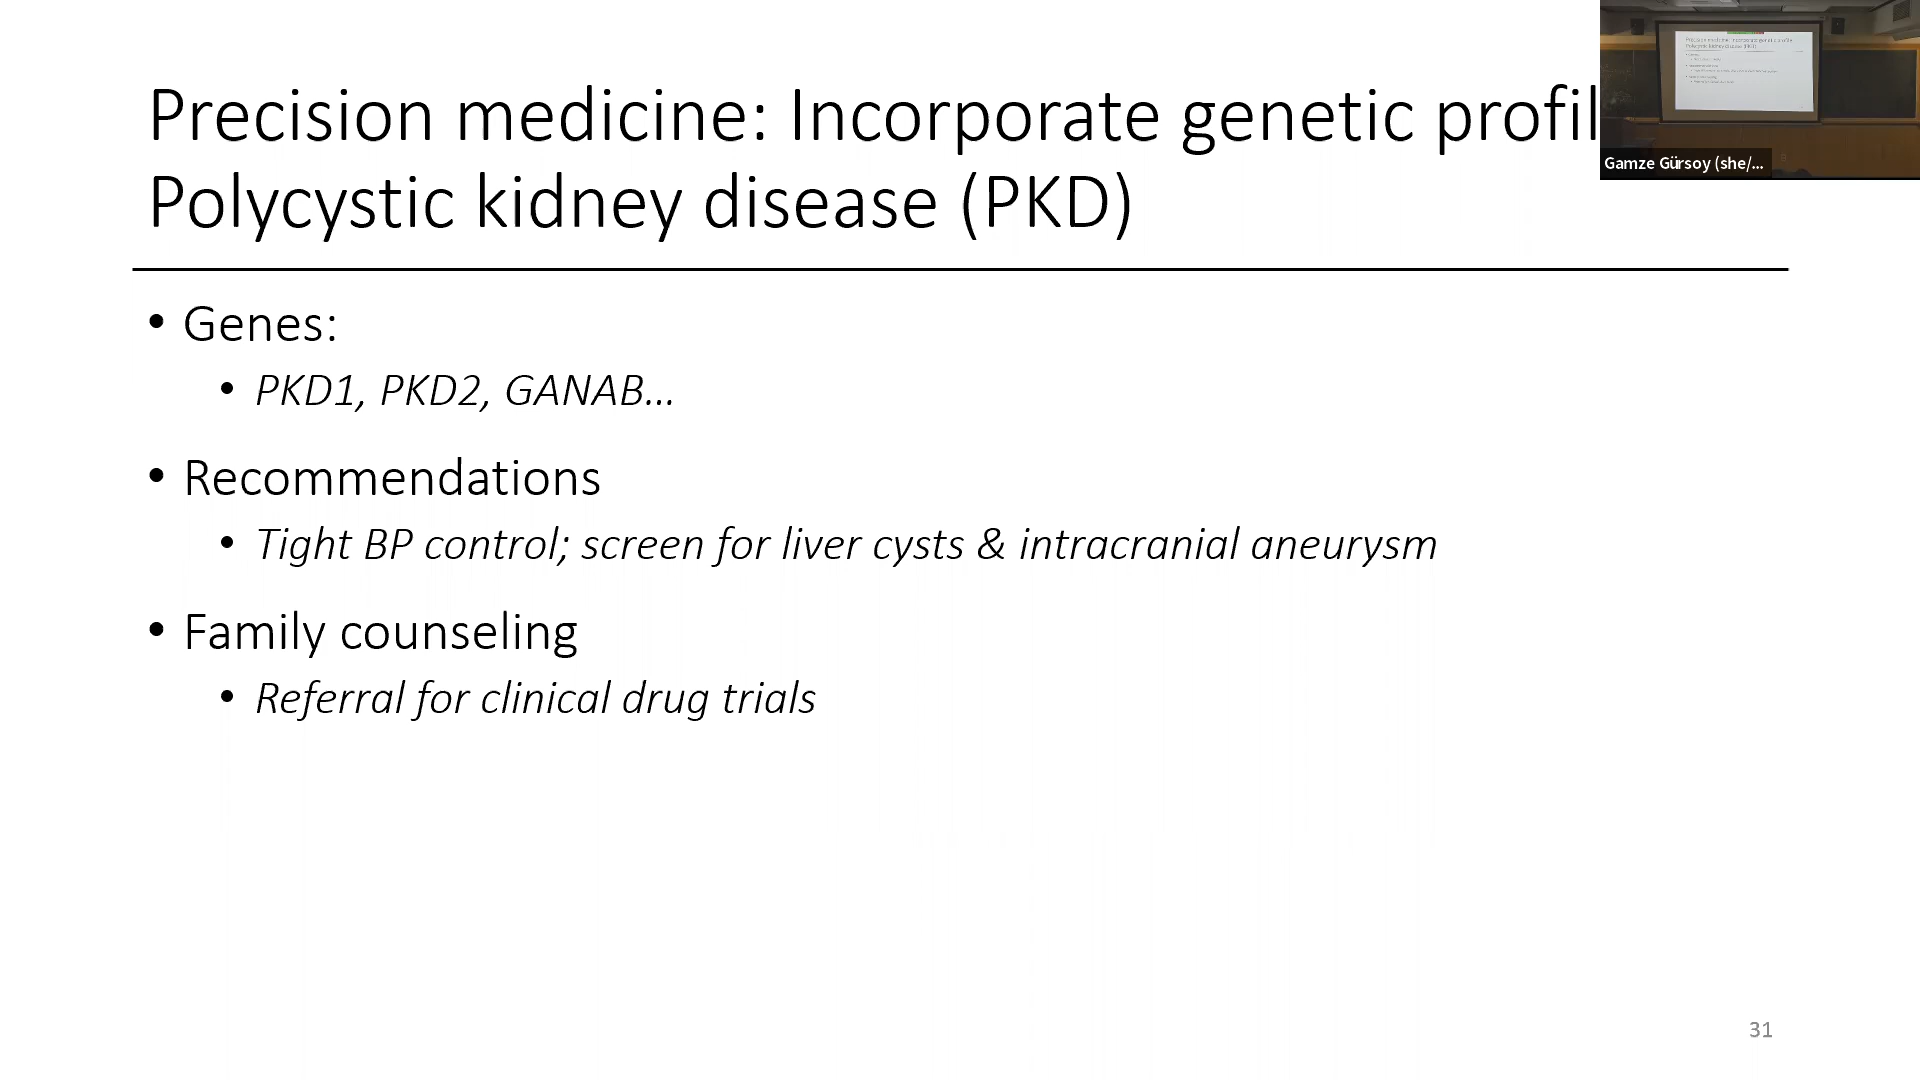 Precision medicine: Incorporate genetic profil
Polycystic kidney disease (PKD)
Gamze Gürsoy (she/...
• Genes:
• PKD1, PKD2, GANAB...
• Recommendations
• Tight BP control; screen for liver cysts & intracranial aneurysm
• Family counseling
• Referral for clinical drug trials
31